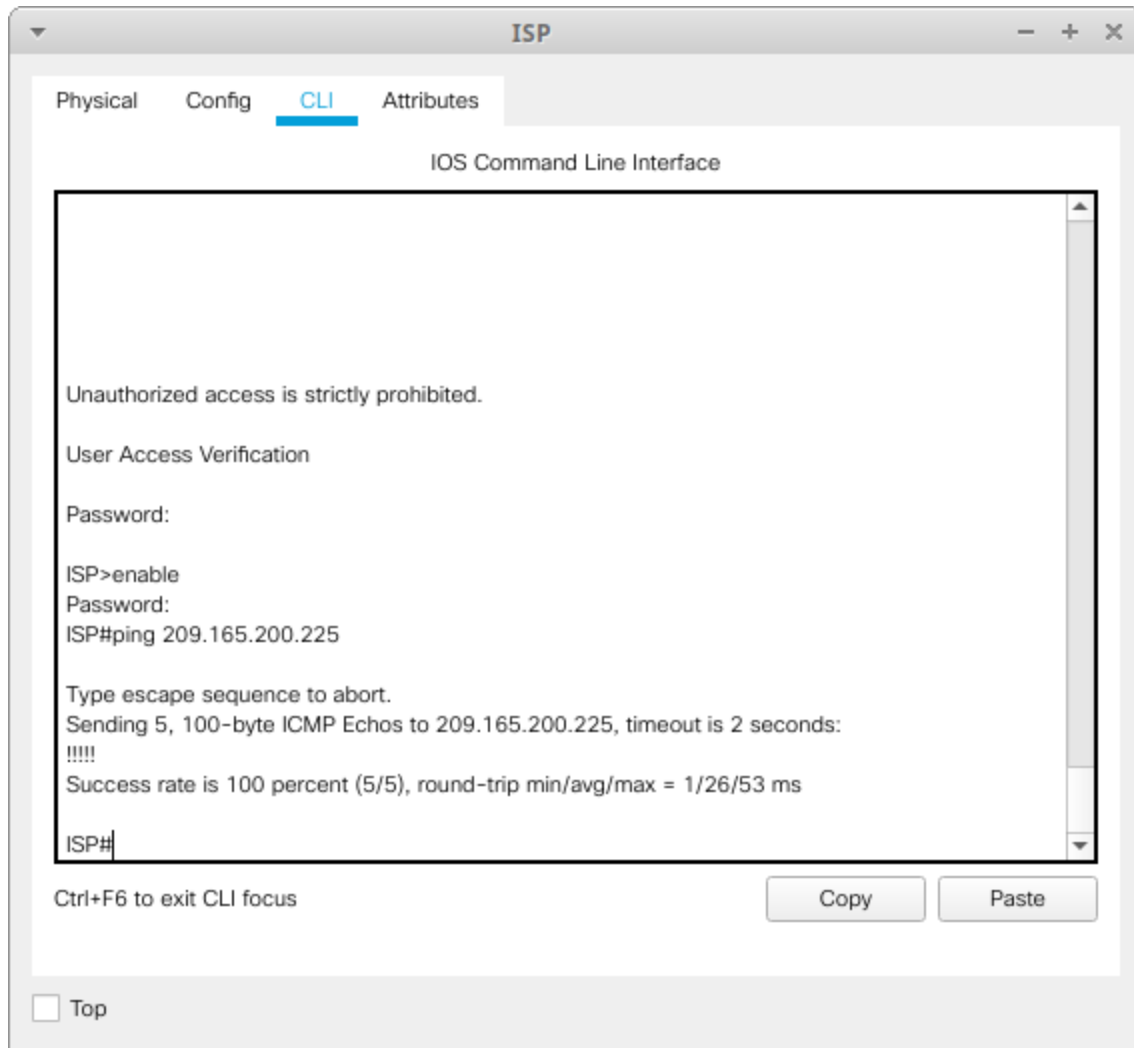 ISP
Physical Config CLI Attributes
IOS Command Line Interface
Unauthorized access is strictly prohibited.
User Access Verification
Password:
ISP>enable
Password:
ISP#ping 209.165.200.225
Type escape sequence to abort.
Sending 5, 100-byte ICMP Echos to 209.165.200.225, timeout is 2 seconds:
!!!!!
Success rate is 100 percent (5/5), round-trip min/avg/max = 1/26/53 ms
ISP#
Ctrl+F6 to exit CLI focus Copy Paste
Top